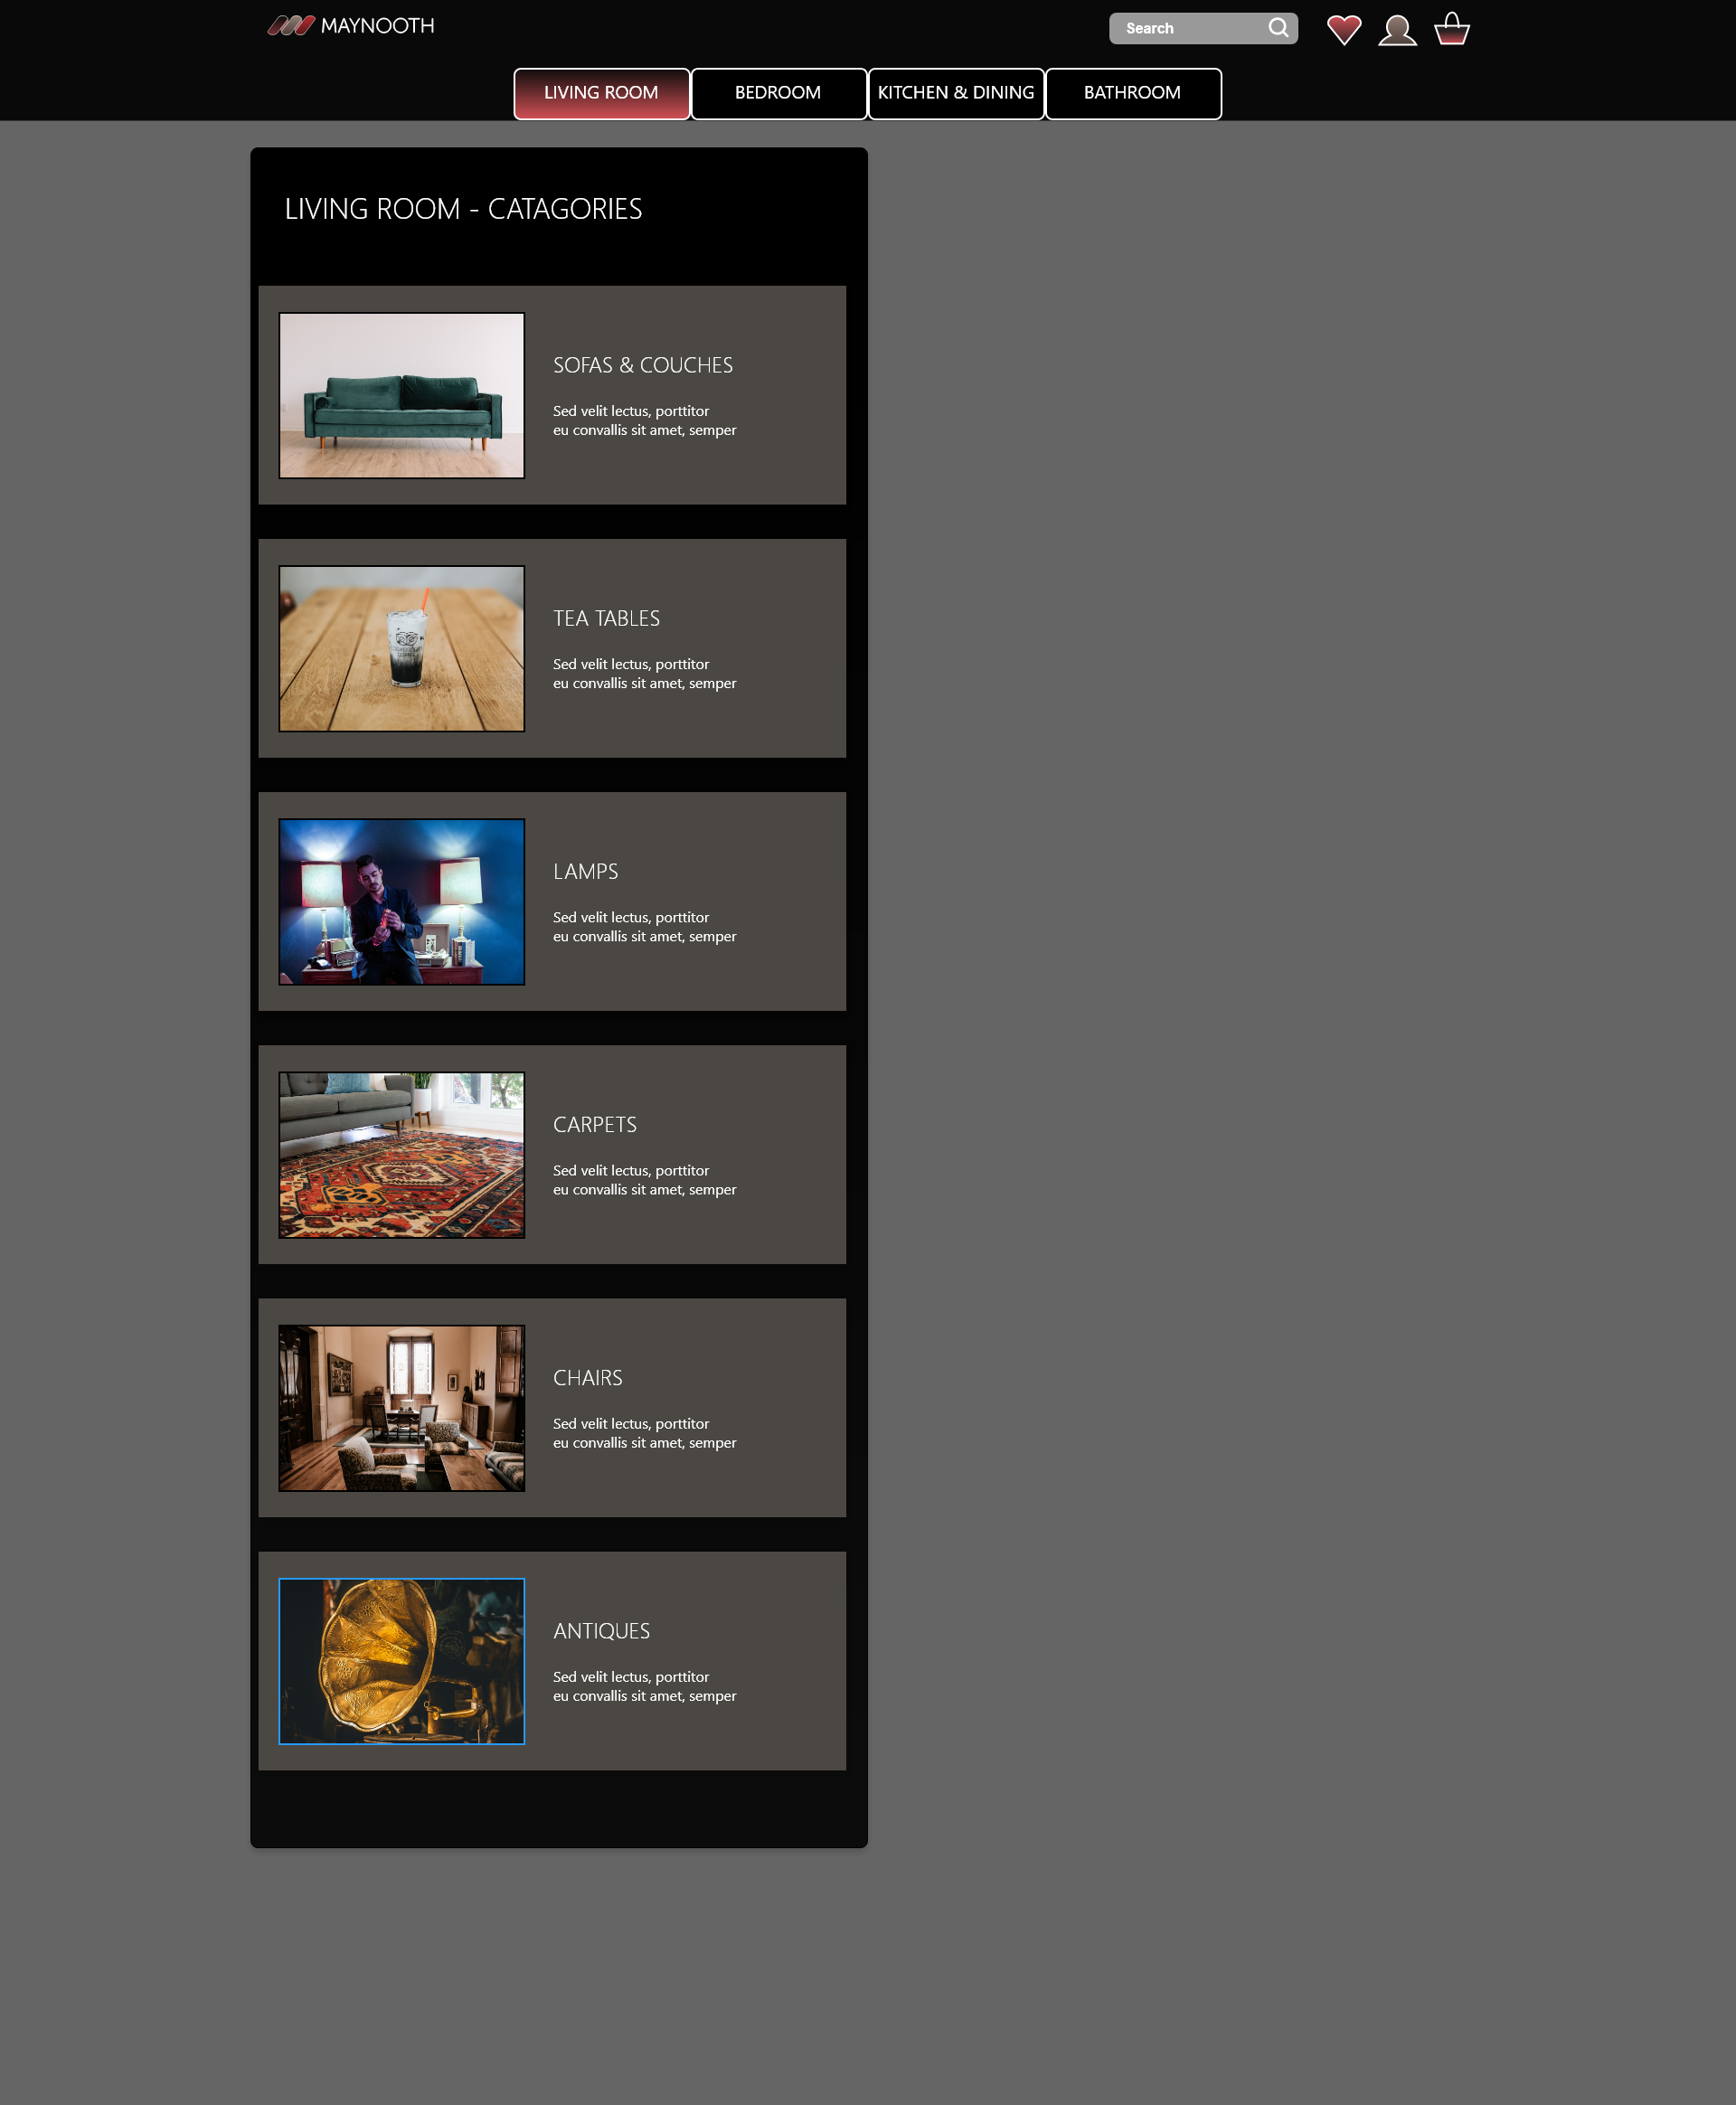 MAYNOOTH
Search
LIVING ROOM
BEDROOM
KITCHEN & DINING
BATHROOM
LIVING ROOM - CATAGORIES
SOFAS & COUCHES
Sed velit lectus, porttitor
eu convallis sit amet, semper
TEA TABLES
Sed velit lectus, porttitor
eu convallis sit amet, semper
LAMPS
Sed velit lectus, porttitor
eu convallis sit amet, semper
CARPETS
Sed velit lectus, porttitor
eu convallis sit amet, semper
CHAIRS
Sed velit lectus, porttitor
eu convallis sit amet, semper
ANTIQUES
Sed velit lectus, porttitor
eu convallis sit amet, semper